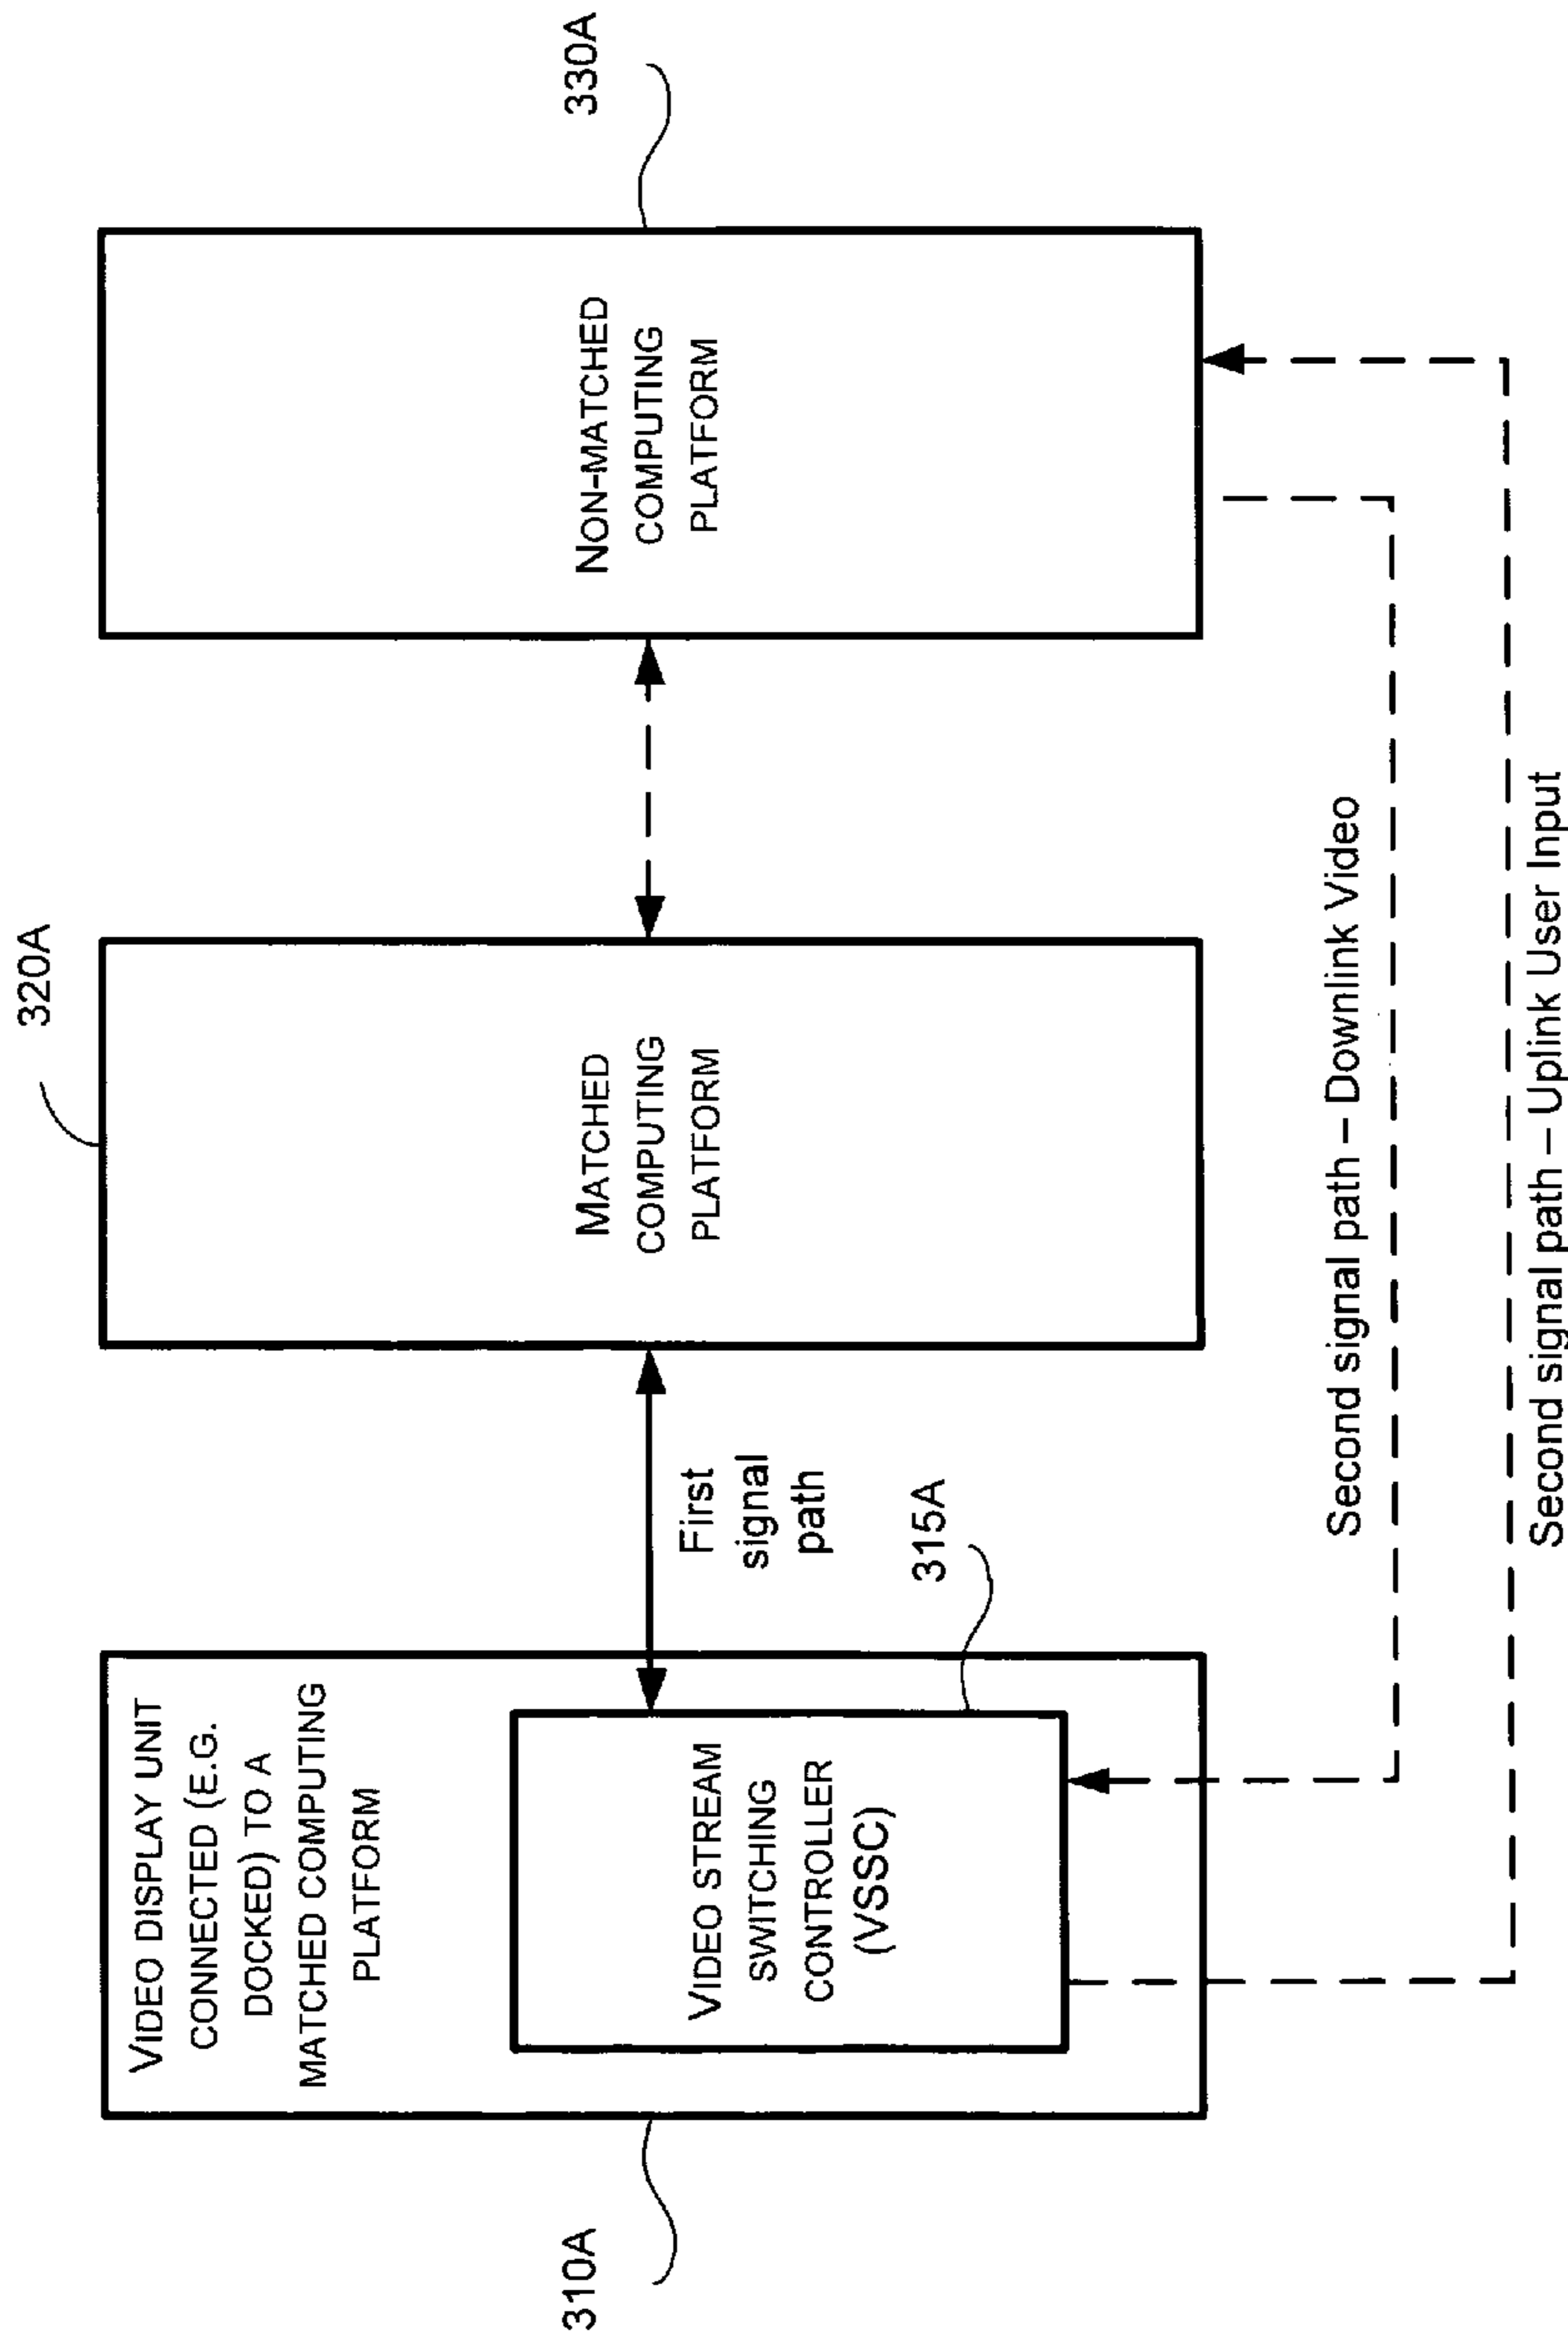 310A
VIDEO DISPLAY UNIT
CONNECTED (E.G.
DOCKED) TO A
MATCHED COMPUTING
PLATFORM
VIDEO STREAM
SWITCHING
CONTROLLER
(VSSC)
315A
First
signal
path
320A
MATCHED
COMPUTING
PLATFORM
330A
NON-MATCHED
COMPUTING
PLATFORM
Second signal path – Downlink Video
Second signal path – Uplink User Input